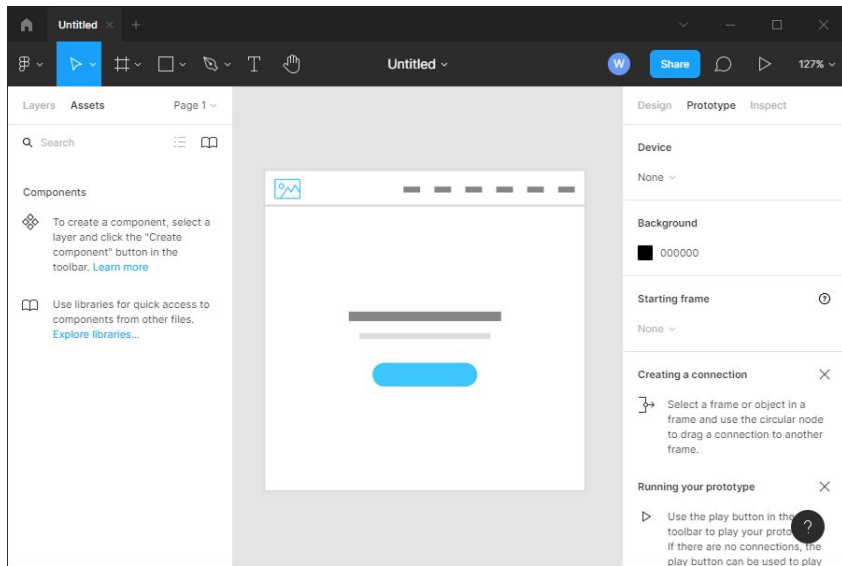 Untitled
Untitled
W
Share
127%
Layers
Assets
Page 1
Search
Components
To create a component, select a
layer and click the "Create
component" button in the
toolbar. Learn more
Use libraries for quick access to
components from other files.
Explore libraries...
Design
Prototype
Inspect
Device
None
Background
000000
Starting frame
None
Creating a connection
Select a frame or object in a
frame and use the circular node
to drag a connection to another
frame.
Running your prototype
Use the play button in the
toolbar to play your
If there are no connections, the
play button can be used to play
?